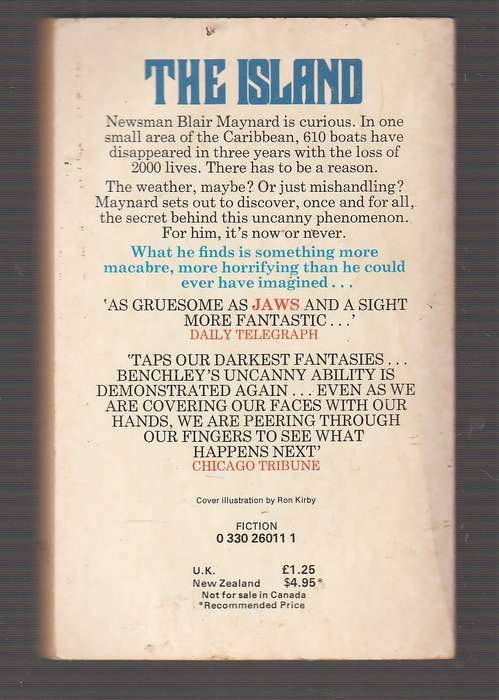 THE ISLAND
Newsman Blair Maynard is curious. In one
small area of the Caribbean, 610 boats have
disappeared in three years with the loss of
2000 lives. There has to be a reason.
The weather, maybe? Or just mishandling?
Maynard sets out to discover, once and for all,
the secret behind this uncanny phenomenon.
For him, it's now or never.
What he finds is something more
macabre, more horrifying than he could
ever have imagined . . .
'AS GRUESOME AS JAWS AND A SIGHT
MORE FANTASTIC . . .'
DAILY TELEGRAPH
'TAPS OUR DARKEST FANTASIES . . .
BENCHLEY'S UNCANNY ABILITY IS
DEMONSTRATED AGAIN . . . EVEN AS WE
ARE COVERING OUR FACES WITH OUR
HANDS, WE ARE PEERING THROUGH
OUR FINGERS TO SEE WHAT
HAPPENS NEXT'
CHICAGO TRIBUNE
Cover illustration by Ron Kirby
FICTION
0 330 26011 1
U.K. £1.25
New Zealand $4.95*
Not for sale in Canada
*Recommended Price